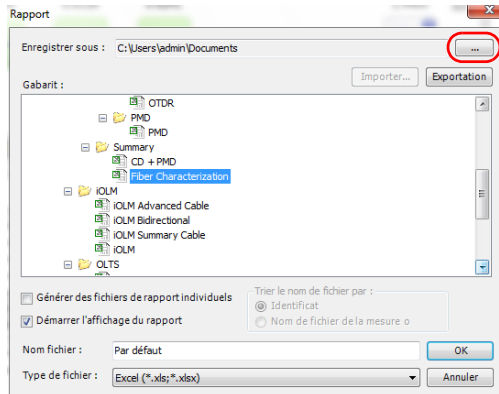 Rapport
Enregistrer sous : C:\Users\admin\Documents ...
Importer... Exportation
Gabarit :
OTDR
PMD
PMD
Summary
CD + PMD
Fiber Characterization
iOLM
iOLM Advanced Cable
iOLM Bidirectional
iOLM Summary Cable
iOLM
OLTS
Générer des fichiers de rapport individuels
Démarrer l'affichage du rapport
Trier le nom de fichier par :
Identificat
Nom de fichier de la mesure o
Nom fichier : Par défaut OK
Type de fichier : Excel (*.xls;*.xlsx) Annuler